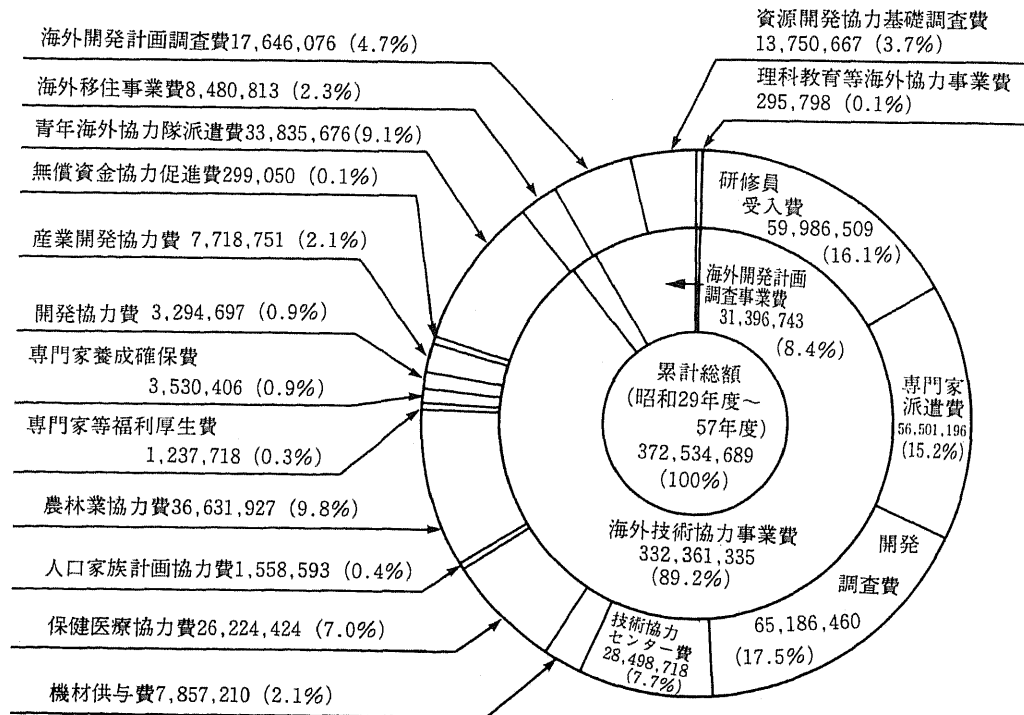 海外開発計画調査費17,646,076 (4.7%)
海外移住事業費8,480,813 (2.3%)
青年海外協力隊派遣費33,835,676(9.1%)
無償資金協力促進費299,050 (0.1%)
産業開発協力費 7,718,751 (2.1%)
開発協力費 3,294,697 (0.9%)
専門家養成確保費
3,530,406 (0.9%)
専門家等福利厚生費
1,237,718 (0.3%)
農林業協力費36,631,927 (9.8%)
人口家族計画協力費1,558,593 (0.4%)
保健医療協力費26,224,424 (7.0%)
機材供与費7,857,210 (2.1%)
資源開発協力基礎調査費
13,750,667 (3.7%)
理科教育等海外協力事業費
295,798 (0.1%)
研修員
受入費
59,986,509
(16.1%)
海外開発計画
調査事業費
31,396,743
(8.4%)
専門家
派遣費
56,501,196
(15.2%)
累計総額
(昭和29年度～
57年度)
372,534,689
(100%)
海外技術協力事業費
332,361,335
(89.2%)
開発
調査費
65,186,460
(17.5%)
技術協力
センター費
28,498,718
(7.7%)